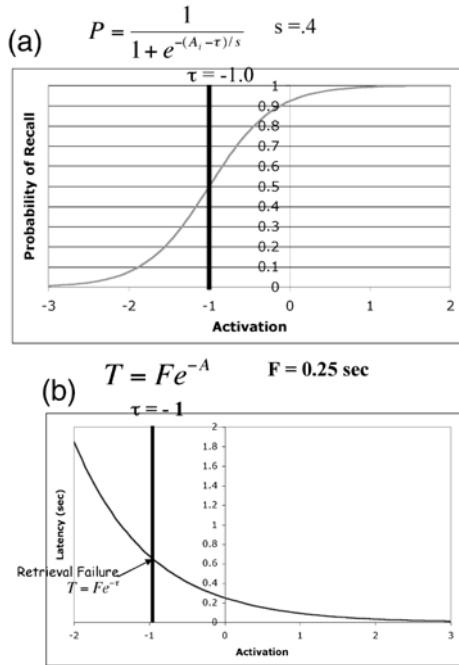 (a)
P = 1 / (1 + e^{-(A_i - τ)/s})    s =.4
τ = -1.0
1
0.9
0.8
0.7
0.6
0.5
0.4
0.3
0.2
0.1
0
Probability of Recall
-3 -2 -1 0 1 2
Activation
(b)
T = Fe^{-A}    F = 0.25 sec
τ = - 1
2
1.8
1.6
1.4
1.2
1
0.8
0.6
0.4
0.2
0
Latency (sec)
Retrieval Failure
T = Fe^{-τ}
-2 -1 0 1 2 3
Activation